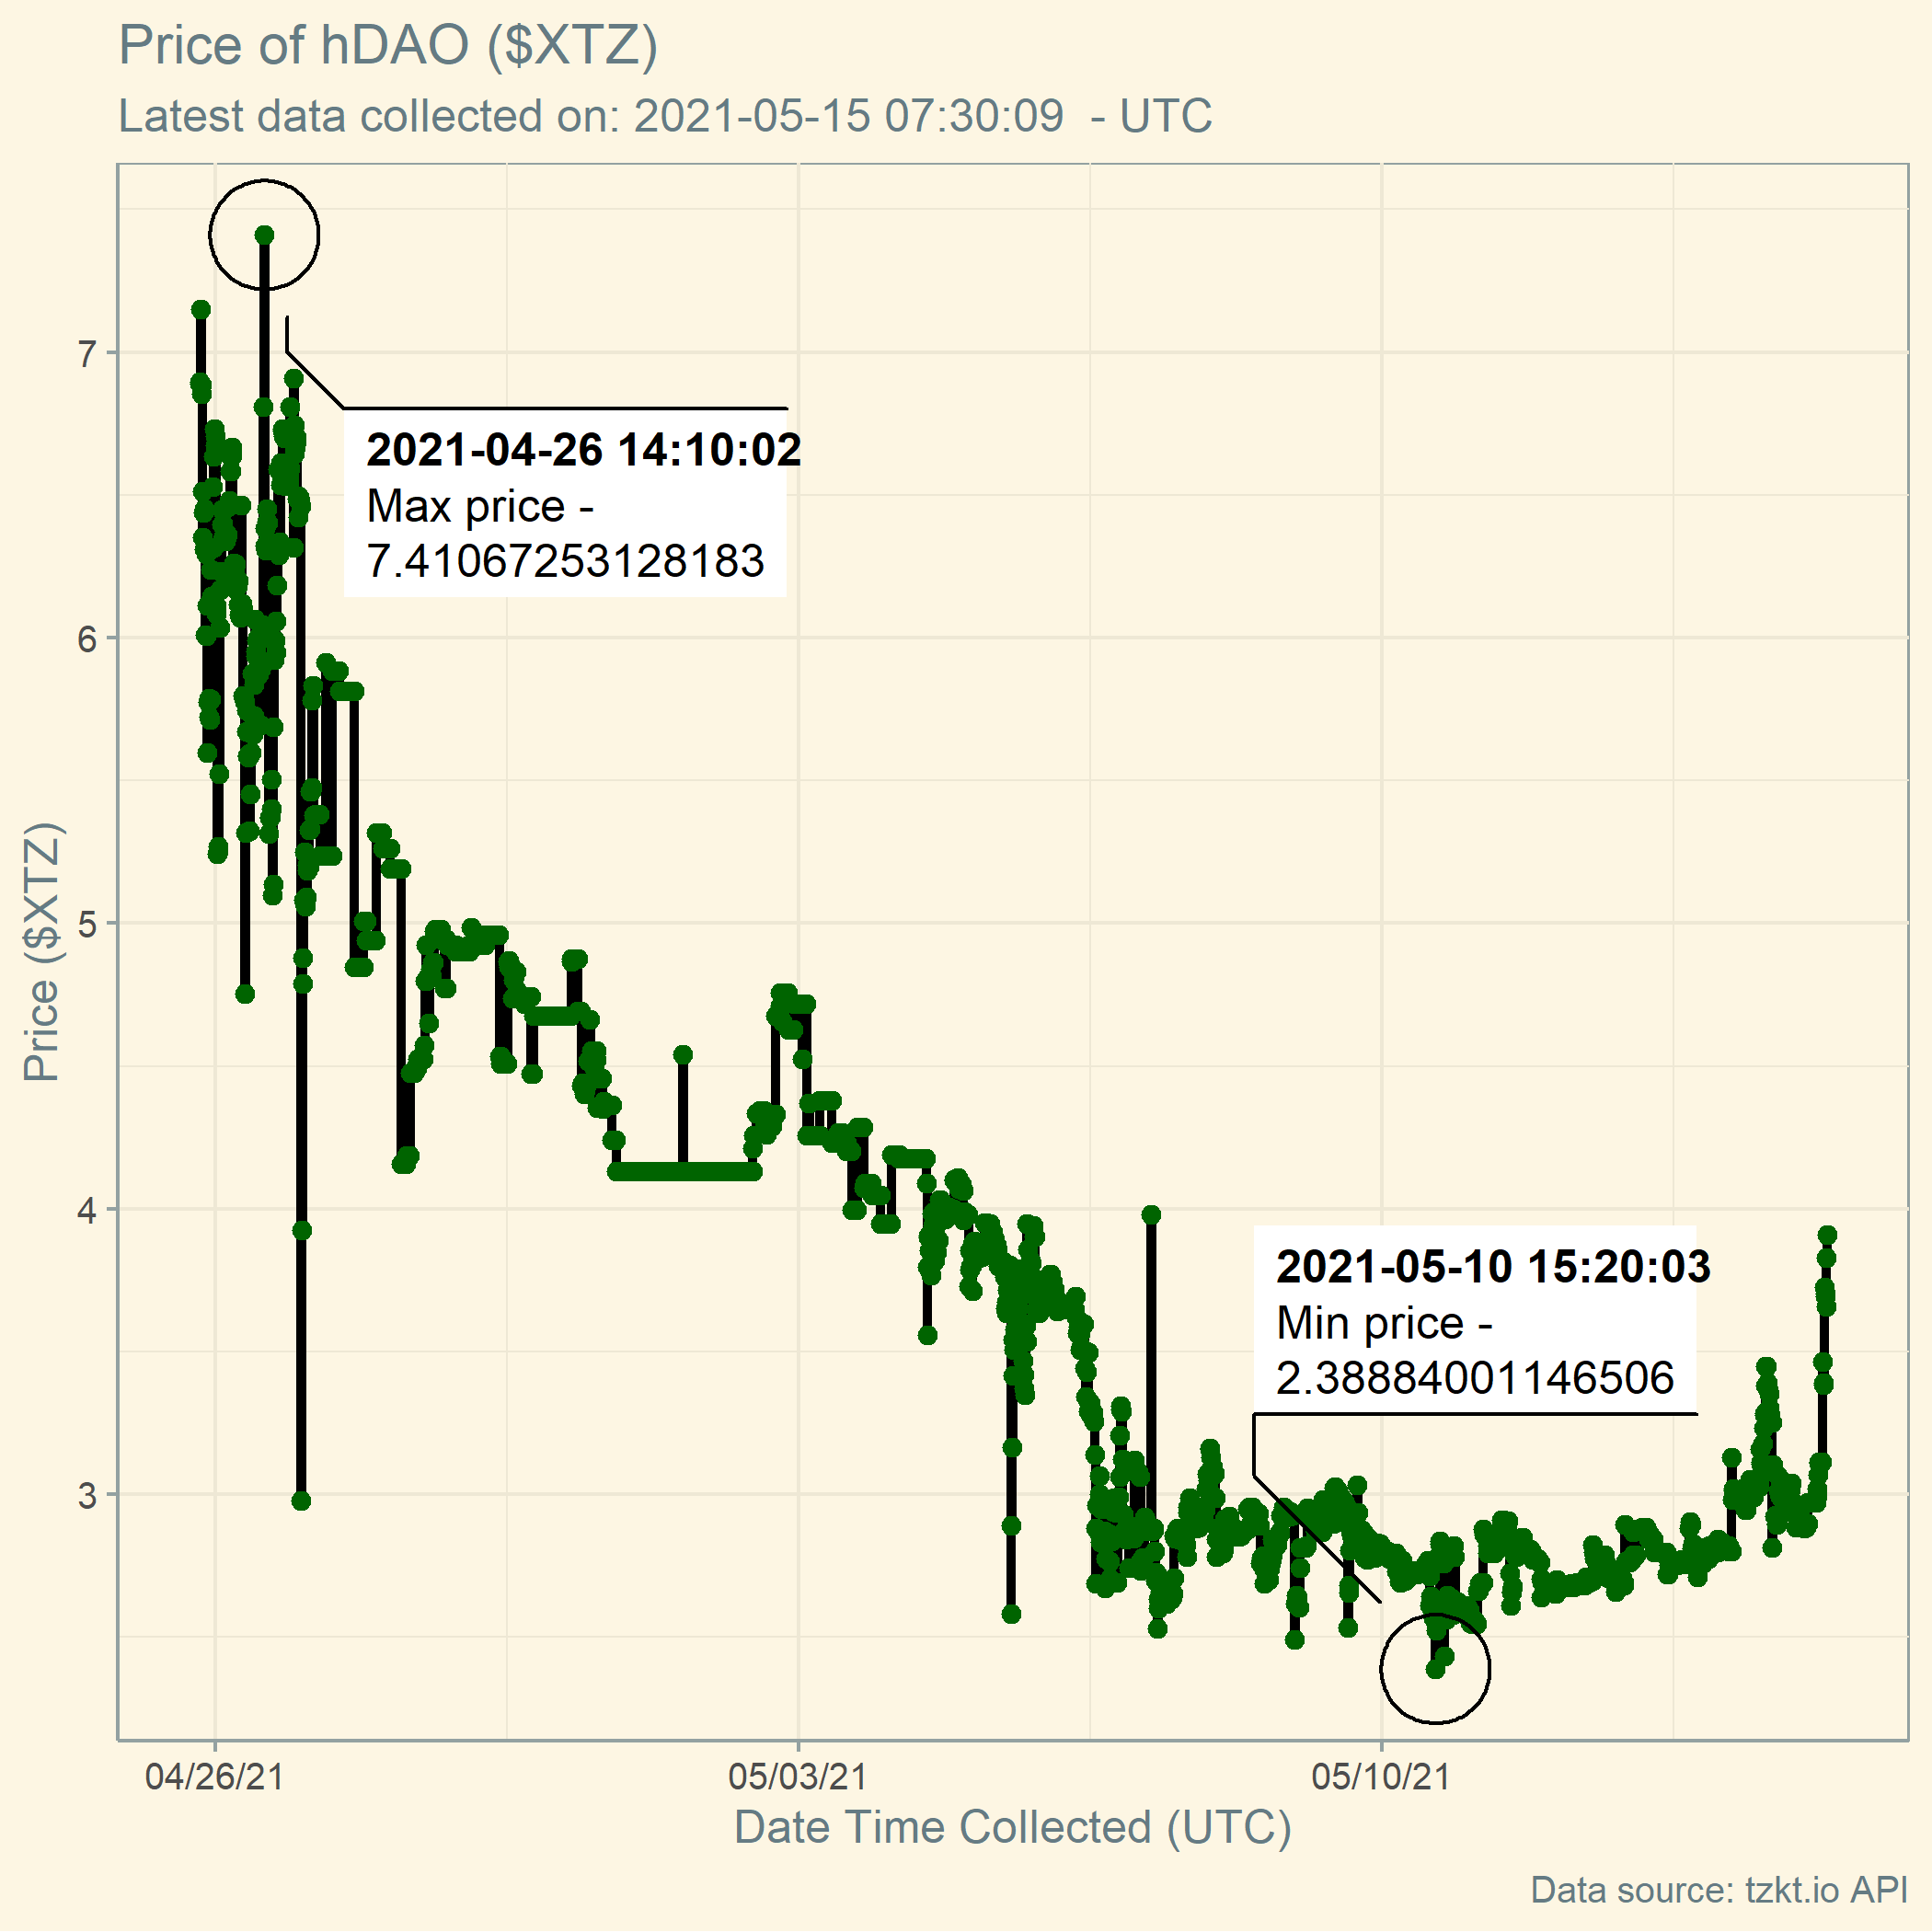 Price of hDAO ($XTZ)
Latest data collected on: 2021-05-15 07:30:09  - UTC
7
6
5
4
3
Price ($XTZ)
2021-04-26 14:10:02
Max price -
7.41067253128183
2021-05-10 15:20:03
Min price -
2.38884001146506
04/26/21
05/03/21
05/10/21
Date Time Collected (UTC)
Data source: tzkt.io API